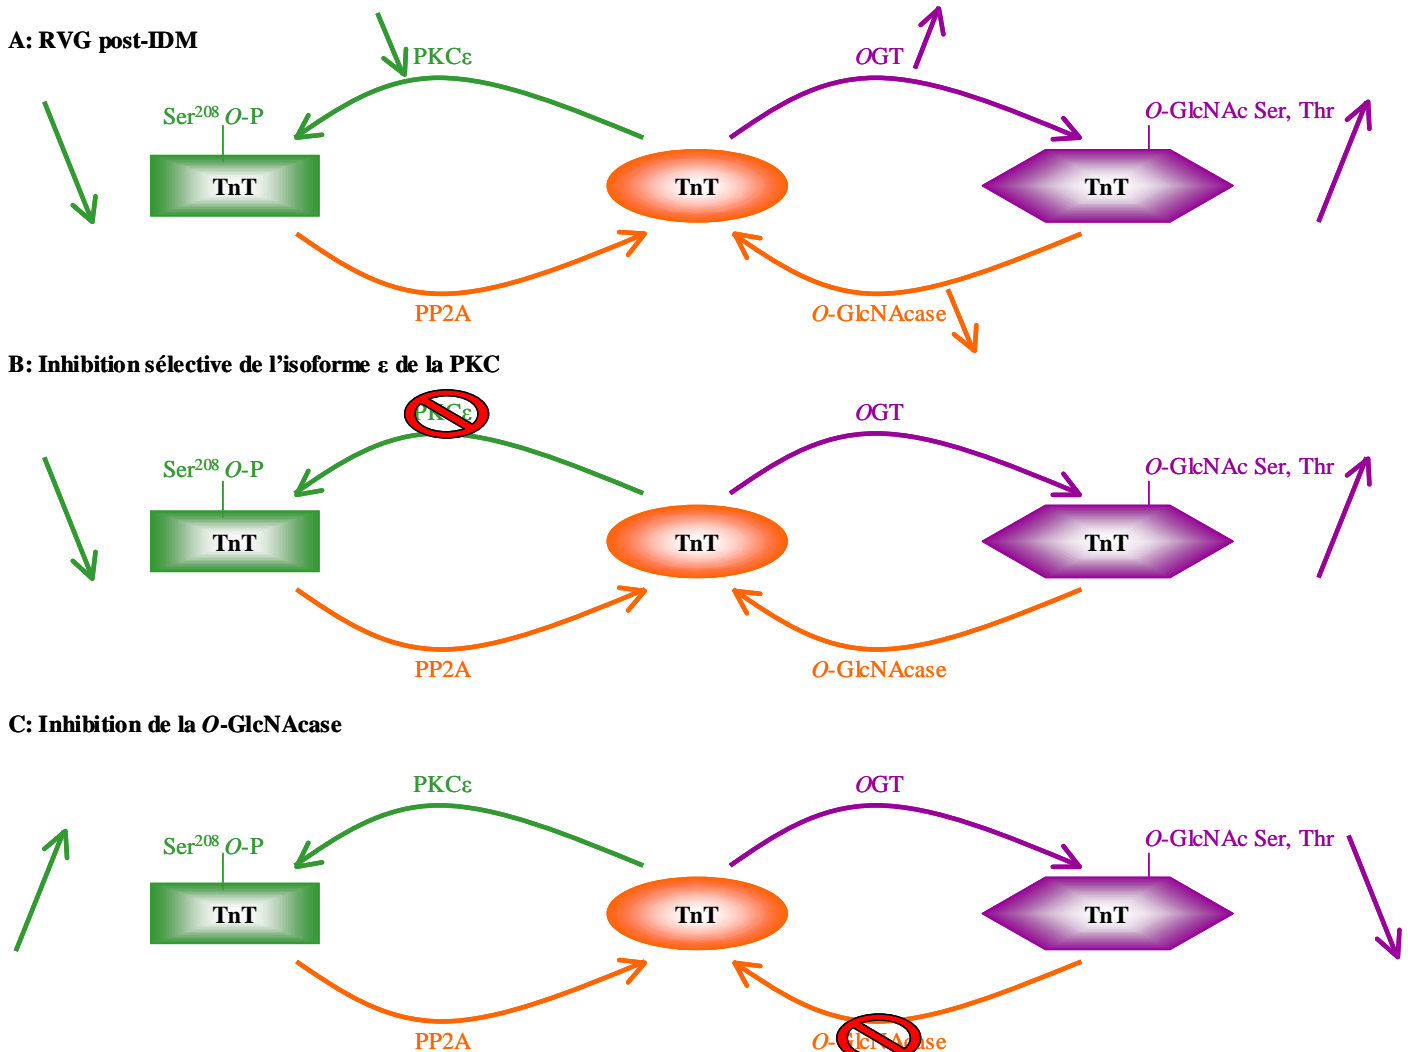 A: RVG post-IDM
PKCε
OGT
Ser²⁰⁸ O-P
O-GlcNAc Ser, Thr
TnT
TnT
TnT
PP2A
O-GlcNAcase
B: Inhibition sélective de l’isoforme ε de la PKC
PKCε
OGT
Ser²⁰⁸ O-P
O-GlcNAc Ser, Thr
TnT
TnT
TnT
PP2A
O-GlcNAcase
C: Inhibition de la O-GlcNAcase
PKCε
OGT
Ser²⁰⁸ O-P
O-GlcNAc Ser, Thr
TnT
TnT
TnT
PP2A
O-GlcNAcase